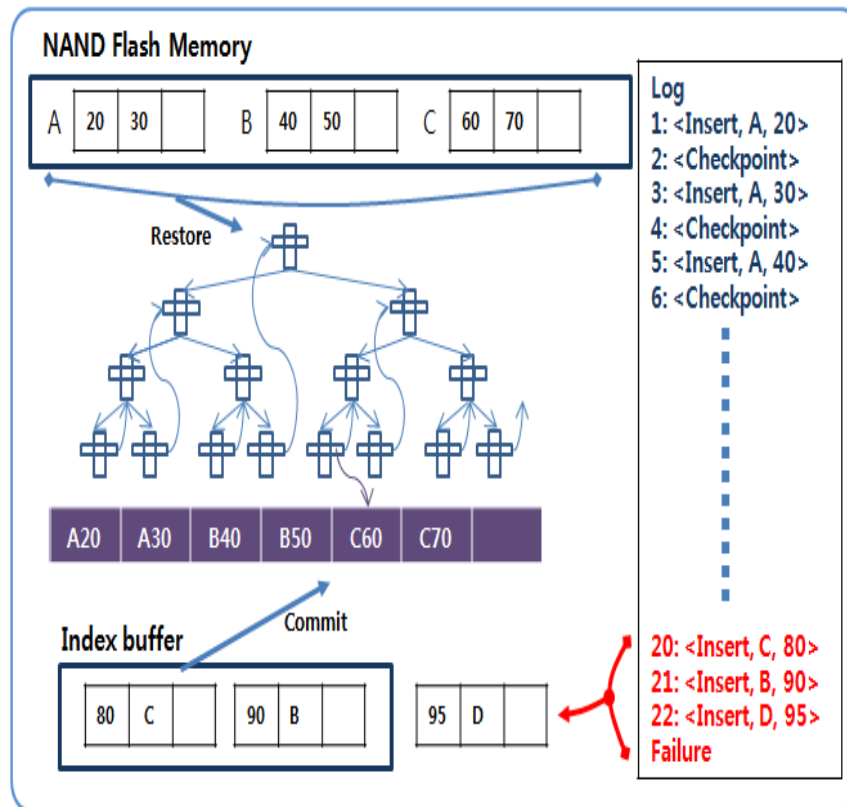 NAND Flash Memory
A 20 30 B 40 50 C 60 70
Restore
A20 A30 B40 B50 C60 C70
Commit
Index buffer
80 C 90 B 95 D
Log
1: <Insert, A, 20>
2: <Checkpoint>
3: <Insert, A, 30>
4: <Checkpoint>
5: <Insert, A, 40>
6: <Checkpoint>
20: <Insert, C, 80>
21: <Insert, B, 90>
22: <Insert, D, 95>
Failure